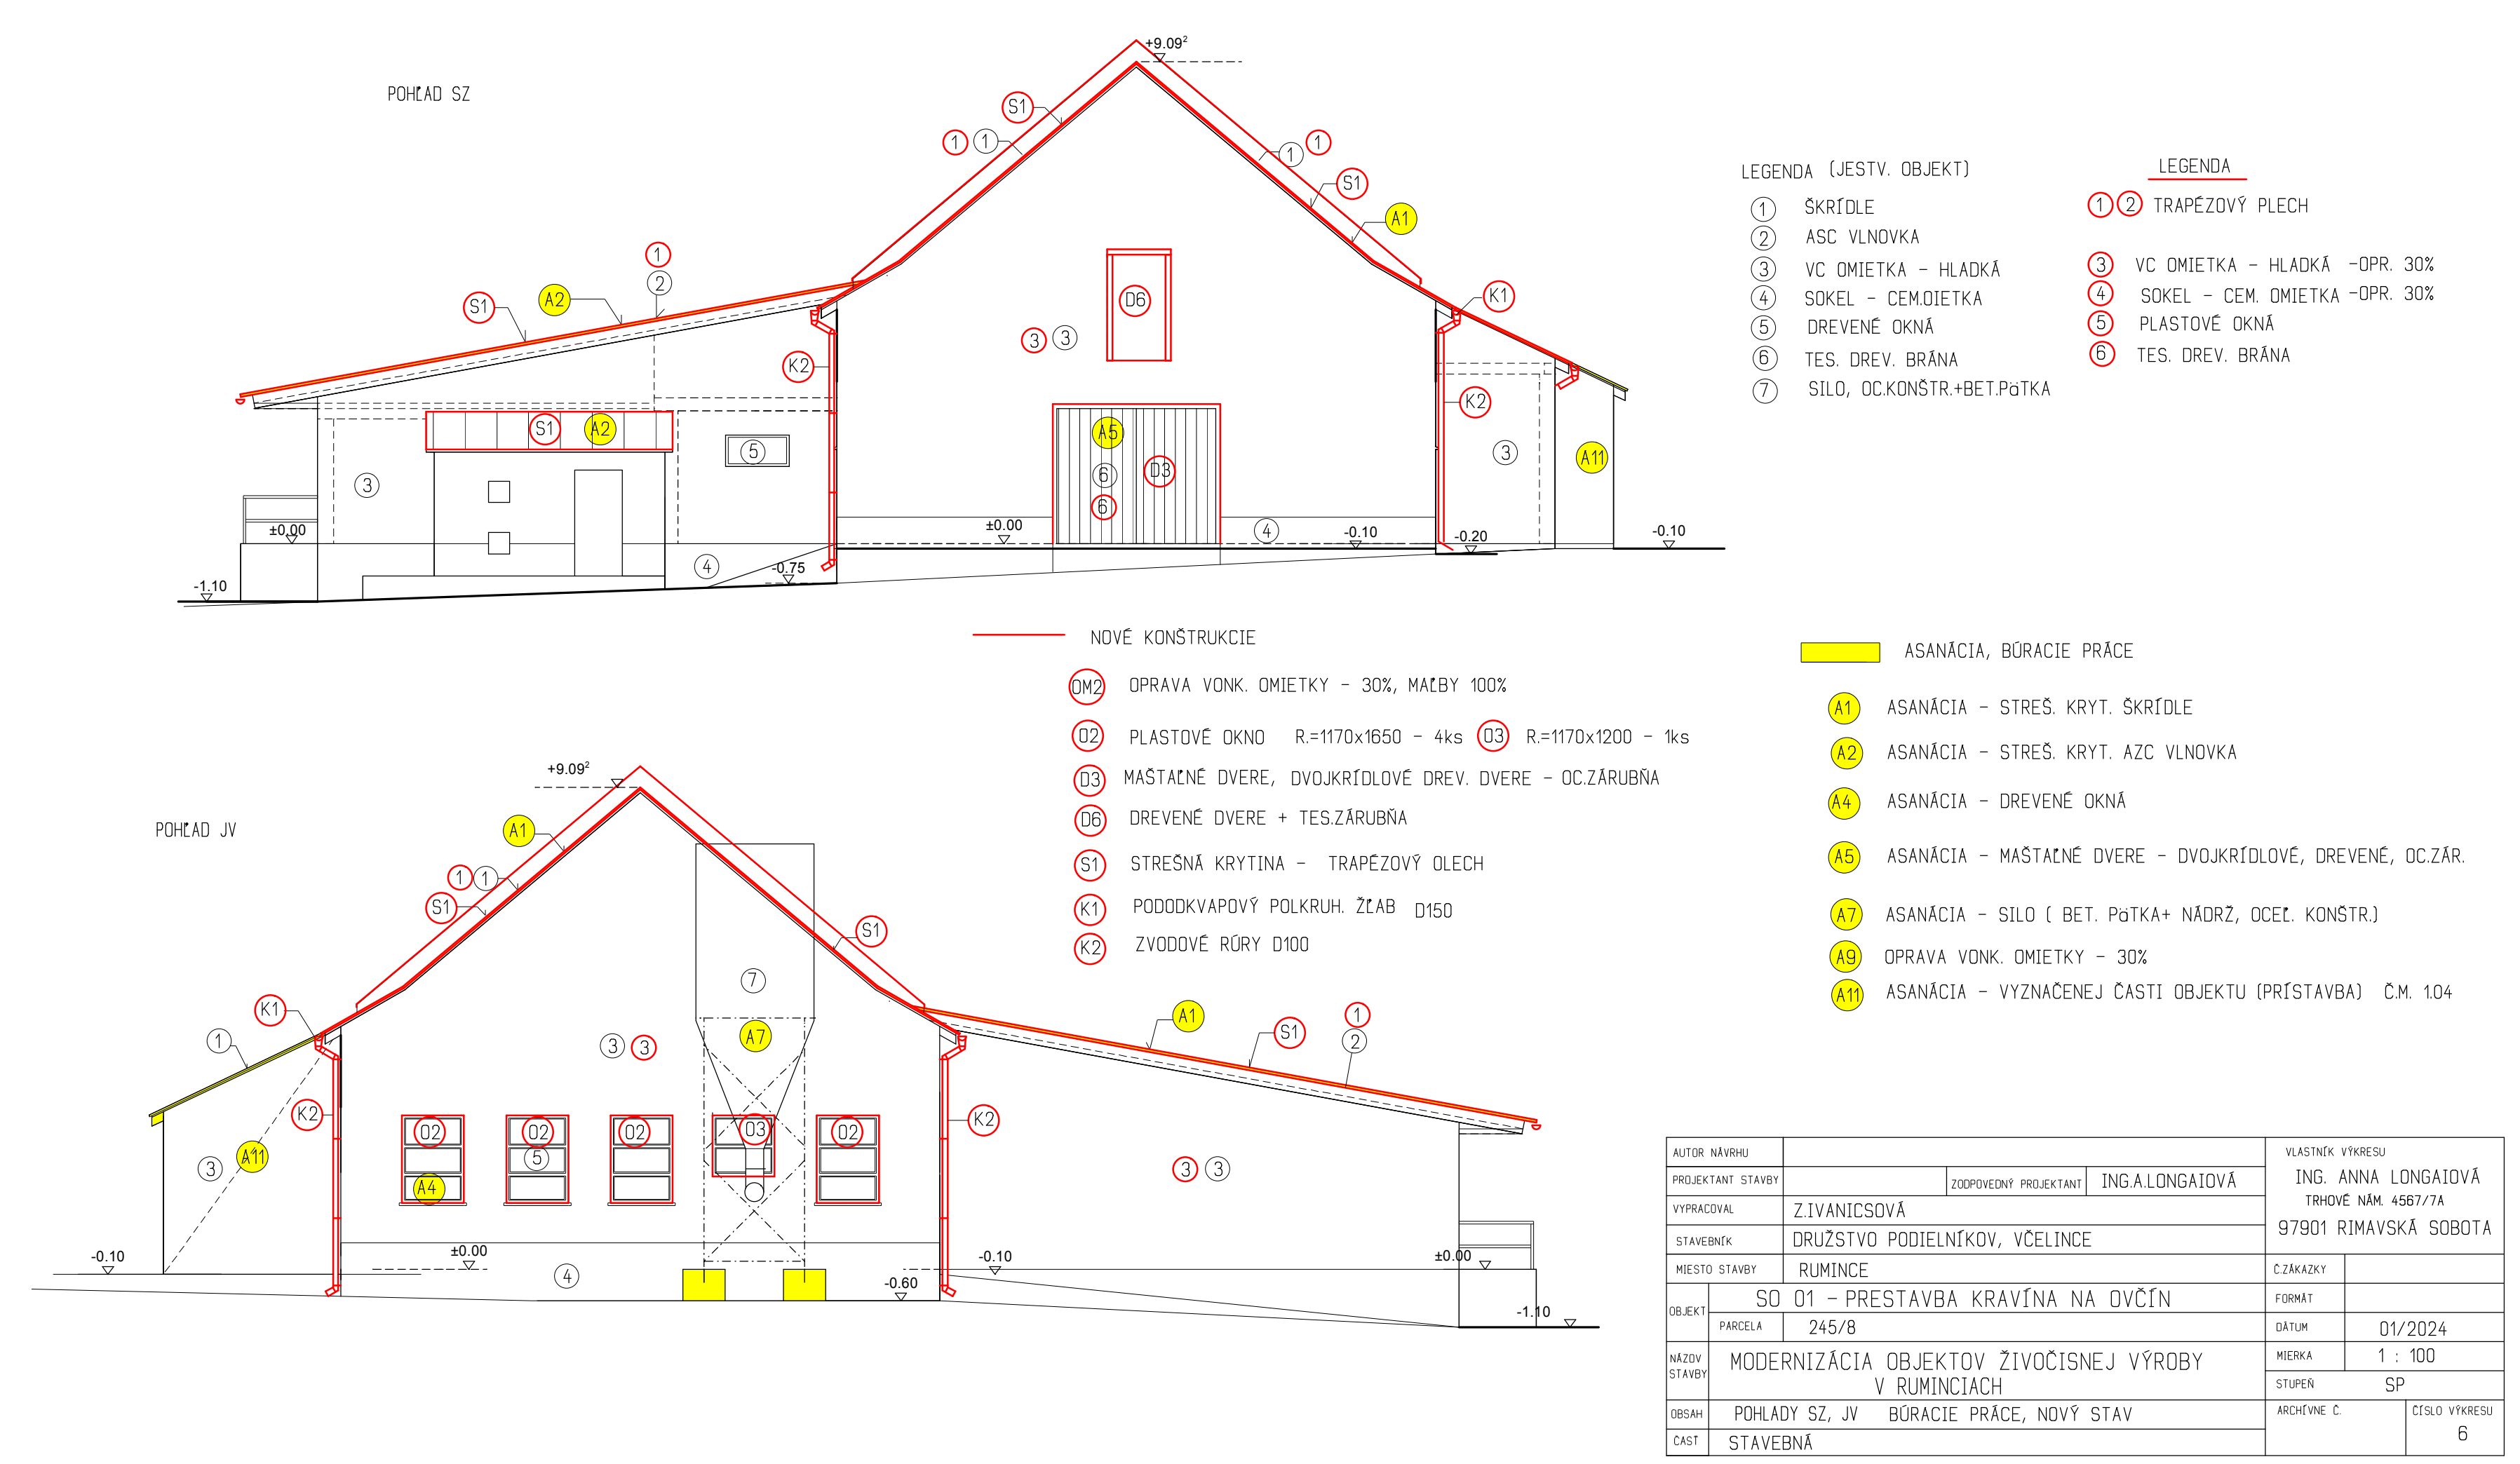 POHĽAD SZ
+9.09²
S1
1 1
1 1
S1
A1
1
2
A2
S1
K2
D6
3 3
K1
K2
S1 A2
5
3
A5
6
6
D3
3
A11
4
4
±0.00
-1.10
-0.75
±0.00
-0.10
-0.20
-0.10
LEGENDA (JESTV. OBJEKT)
1 ŠKRÍDLE
2 ASC VLNOVKA
3 VC OMIETKA - HLADKÁ
4 SOKEL - CEM.OIETKA
5 DREVENÉ OKNÁ
6 TES. DREV. BRÁNA
7 SILO, OC.KONŠTR.+BET.PäTKA
LEGENDA
1 2 TRAPÉZOVÝ PLECH
3 VC OMIETKA - HLADKÁ -OPR. 30%
4 SOKEL - CEM. OMIETKA -OPR. 30%
5 PLASTOVÉ OKNÁ
6 TES. DREV. BRÁNA
NOVÉ KONŠTRUKCIE
OM2 OPRAVA VONK. OMIETKY - 30%, MAĽBY 100%
O2 PLASTOVÉ OKNO R.=1170x1650 - 4ks O3 R.=1170x1200 - 1ks
D3 MAŠTAĽNÉ DVERE, DVOJKRÍDLOVÉ DREV. DVERE - OC.ZÁRUBŇA
D6 DREVENÉ DVERE + TES.ZÁRUBŇA
S1 STREŠNÁ KRYTINA - TRAPÉZOVÝ OLECH
K1 PODODKVAPOVÝ POLKRUH. ŽĽAB D150
K2 ZVODOVÉ RÚRY D100
ASANÁCIA, BÚRACIE PRÁCE
A1 ASANÁCIA - STREŠ. KRYT. ŠKRÍDLE
A2 ASANÁCIA - STREŠ. KRYT. AZC VLNOVKA
A4 ASANÁCIA - DREVENÉ OKNÁ
A5 ASANÁCIA - MAŠTAĽNÉ DVERE - DVOJKRÍDLOVÉ, DREVENÉ, OC.ZÁR.
A7 ASANÁCIA - SILO ( BET. PäTKA+ NÁDRŽ, OCEĽ. KONŠTR.)
A9 OPRAVA VONK. OMIETKY - 30%
A11 ASANÁCIA - VYZNAČENEJ ČASTI OBJEKTU (PRÍSTAVBA) Č.M. 1.04
POHĽAD JV
+9.09²
A1
1 1
S1
S1
K1
1
7
A7
3 3
A1
S1
1
2
K2
K2
O2 O2 O2 O3 O2
5
A4
3
A11
3 3
4
-0.10
±0.00
-0.60
-0.10
±0.00
-1.10
AUTOR NÁVRHU
PROJEKTANT STAVBY
ZODPOVEDNÝ PROJEKTANT ING.A.LONGAIOVÁ
VYPRACOVAL Z.IVANICSOVÁ
STAVEBNÍK DRUŽSTVO PODIELNÍKOV, VČELINCE
MIESTO STAVBY RUMINCE
OBJEKT SO 01 - PRESTAVBA KRAVÍNA NA OVČÍN
PARCELA 245/8
NÁZOV STAVBY MODERNIZÁCIA OBJEKTOV ŽIVOČISNEJ VÝROBY
V RUMINCIACH
OBSAH POHLADY SZ, JV BÚRACIE PRÁCE, NOVÝ STAV
ČASŤ STAVEBNÁ
VLASTNÍK VÝKRESU
ING. ANNA LONGAIOVÁ
TRHOVÉ NÁM. 4567/7A
97901 RIMAVSKÁ SOBOTA
Č.ZÁKAZKY
FORMÁT
DÁTUM 01/2024
MIERKA 1 : 100
STUPEŇ SP
ARCHÍVNE Č.
ČÍSLO VÝKRESU
6